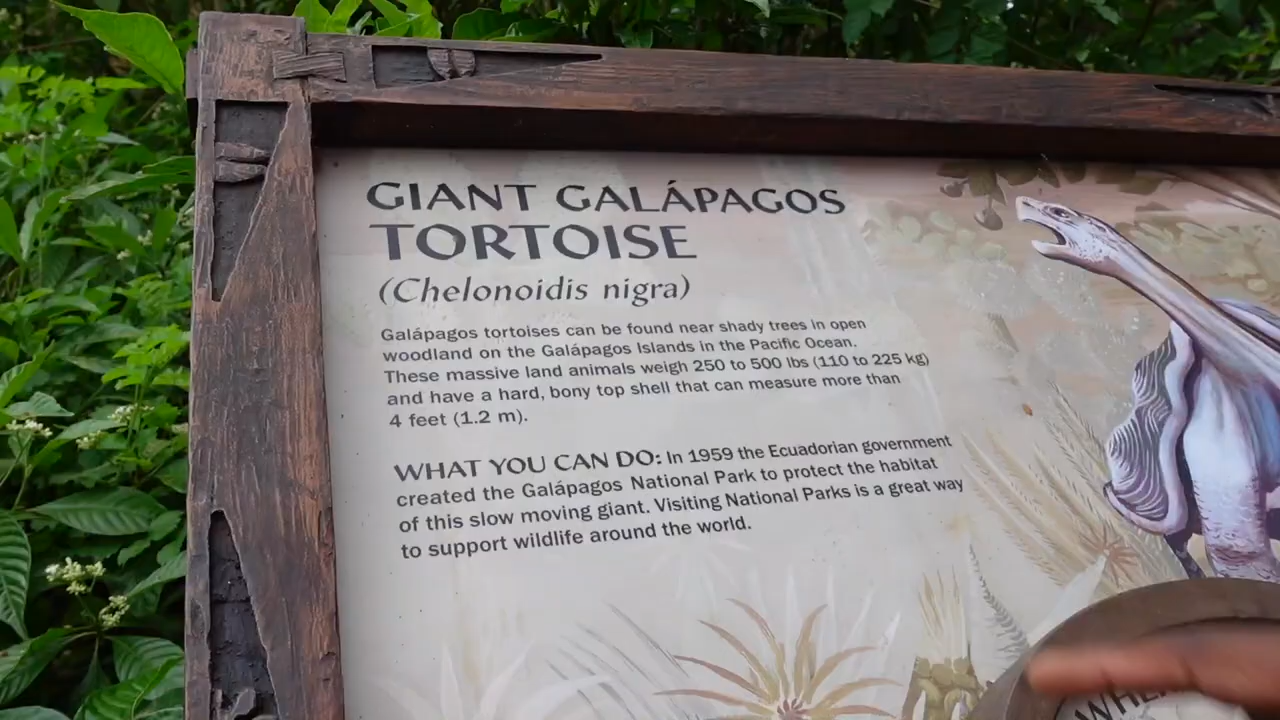 GIANT GALÁPAGOS
TORTOISE
(Chelonoidis nigra)
Galápagos tortoises can be found near shady trees in open
woodland on the Galápagos Islands in the Pacific Ocean.
These massive land animals weigh 250 to 500 lbs (110 to 225 kg)
and have a hard, bony top shell that can measure more than
4 feet (1.2 m).
WHAT YOU CAN DO: In 1959 the Ecuadorian government
created the Galápagos National Park to protect the habitat
of this slow moving giant. Visiting National Parks is a great way
to support wildlife around the world.